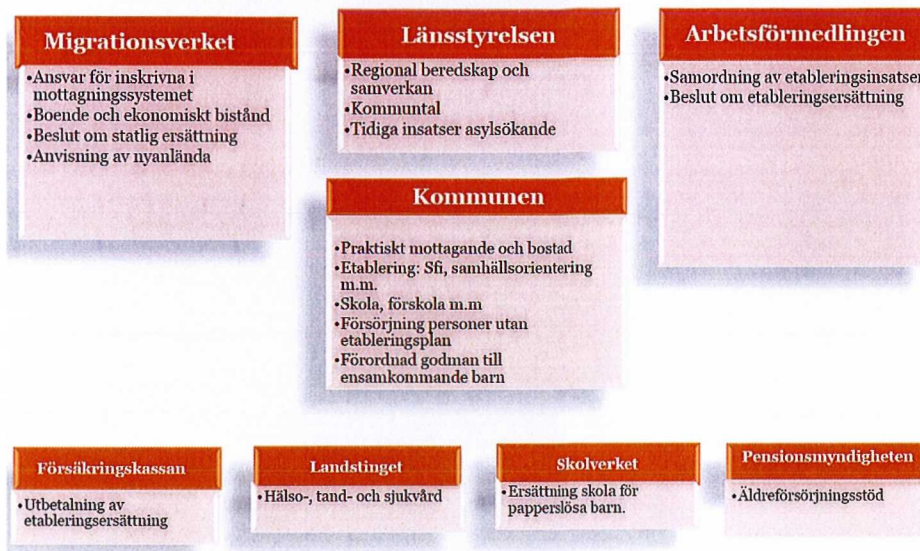 Migrationsverket
•Ansvar för inskrivna i
mottagningssystemet
•Boende och ekonomiskt bistånd
•Beslut om statlig ersättning
•Anvisning av nyanlända
Länsstyrelsen
•Regional beredskap och
samverkan
•Kommuntal
•Tidiga insatser asylsökande
Arbetsförmedlingen
•Samordning av etableringsinsatser
•Beslut om etableringsersättning
Kommunen
•Praktiskt mottagande och bostad
•Etablering: Sfi, samhällsorientering
m.m.
•Skola, förskola m.m
•Försörjning personer utan
etableringsplan
•Förordnad godman till
ensamkommande barn
Försäkringskassan
•Utbetalning av
etableringsersättning
Landstinget
•Hälso-, tand- och sjukvård
Skolverket
•Ersättning skola för
papperslösa barn.
Pensionsmyndigheten
•Äldreförsörjningsstöd